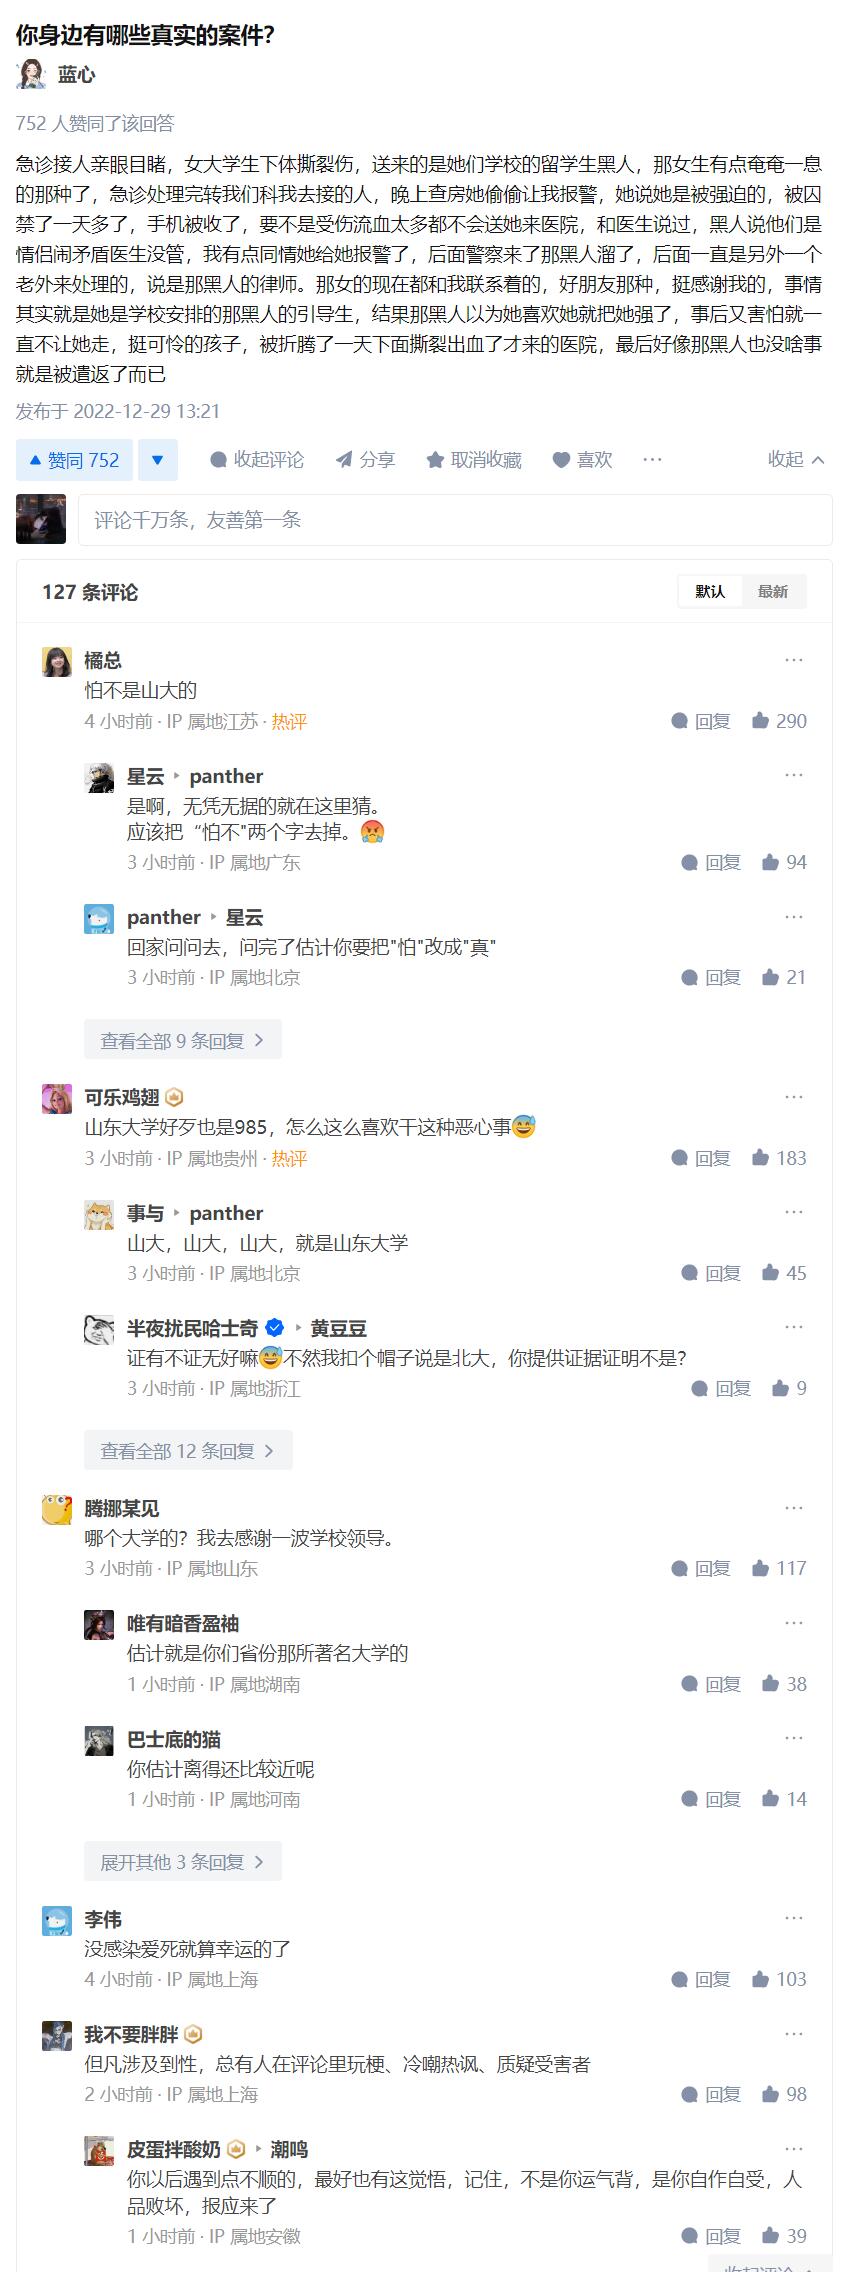 你身边有哪些真实的案件?
蓝心
752 人赞同了该回答
急诊接人亲眼目睹，女大学生下体撕裂伤，送来的是她们学校的留学生黑人，那女生有点奄奄一息
的那种了，急诊处理完转我们科我去接的人，晚上查房她偷偷让我报警，她说她是被强迫的，被囚
禁了一天多了，手机被收了，要不是受伤流血太多都不会送她来医院，和医生说过，黑人说他们是
情侣闹矛盾医生没管，我有点同情她给她报警了，后面警察来了那黑人溜了，后面一直是另外一个
老外来处理的，说是那黑人的律师。那女的现在都和我联系着的，好朋友那种，挺感谢我的，事情
其实就是她是学校安排的那黑人的引导生，结果那黑人以为她喜欢她就把她强了，事后又害怕就一
直不让她走，挺可怜的孩子，被折腾了一天下面撕裂出血了才来的医院，最后好像那黑人也没啥事
就是被遣返了而已
发布于 2022-12-29 13:21
赞同 752 收起评论 分享 取消收藏 喜欢 ··· 收起
评论千万条，友善第一条
127 条评论 默认 最新
橘总 ···
怕不是山大的
4 小时前 · IP 属地江苏 · 热评 回复 290
星云 panther ···
是啊，无凭无据的就在这里猜。
应该把“怕不"两个字去掉。😡
3 小时前 · IP 属地广东 回复 94
panther 星云 ···
回家问问去，问完了估计你要把"怕"改成"真"
3 小时前 · IP 属地北京 回复 21
查看全部 9 条回复
可乐鸡翅 ···
山东大学好歹也是985，怎么这么喜欢干这种恶心事😅
3 小时前 · IP 属地贵州 · 热评 回复 183
事与 panther ···
山大，山大，山大，就是山东大学
3 小时前 · IP 属地北京 回复 45
半夜扰民哈士奇 黄豆豆 ···
证有不证无好嘛😅不然我扣个帽子说是北大，你提供证据证明不是？
3 小时前 · IP 属地浙江 回复 9
查看全部 12 条回复
腾挪某见 ···
哪个大学的？我去感谢一波学校领导。
3 小时前 · IP 属地山东 回复 117
唯有暗香盈袖 ···
估计就是你们省份那所著名大学的
1 小时前 · IP 属地湖南 回复 38
巴士底的猫 ···
你估计离得还比较近呢
1 小时前 · IP 属地河南 回复 14
展开其他 3 条回复
李伟 ···
没感染爱死就算幸运的了
4 小时前 · IP 属地上海 回复 103
我不要胖胖 ···
但凡涉及到性，总有人在评论里玩梗、冷嘲热讽、质疑受害者
2 小时前 · IP 属地上海 回复 98
皮蛋拌酸奶 潮鸣 ···
你以后遇到点不顺的，最好也有这觉悟，记住，不是你运气背，是你自作自受，人
品败坏，报应来了
1 小时前 · IP 属地安徽 回复 39